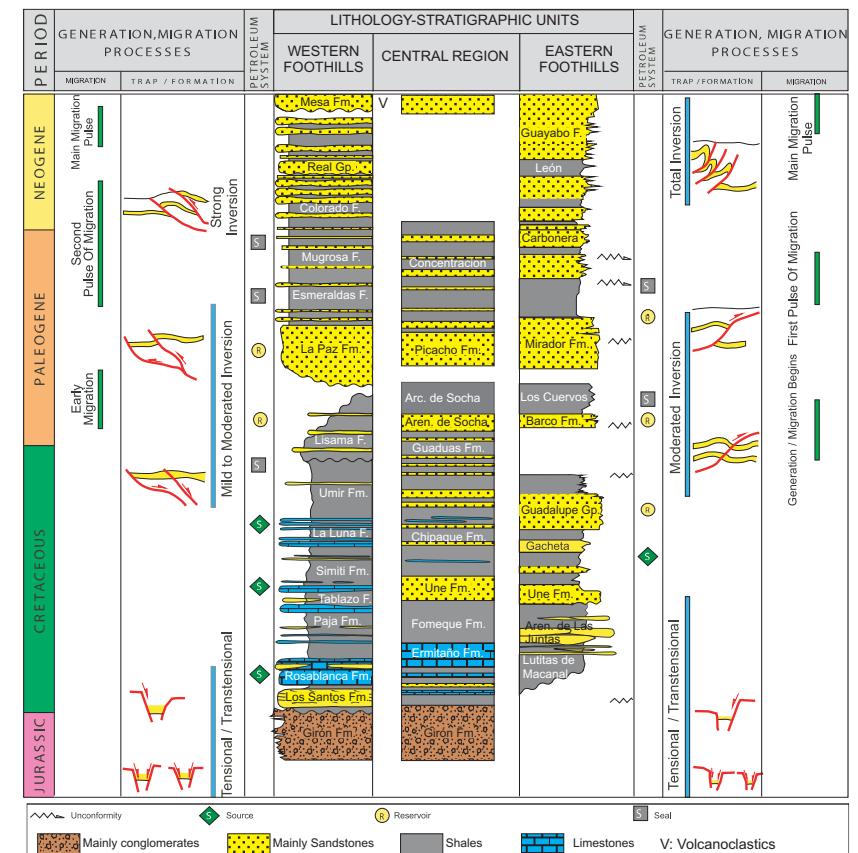 PERIOD
GENERATION,MIGRATION
PROCESSES
MIGRATION
TRAP / FORMATION
PETROLEUM
SYSTEM
LITHOLOGY-STRATIGRAPHIC UNITS
WESTERN
FOOTHILLS
CENTRAL REGION
EASTERN
FOOTHILLS
PETROLEUM
SYSTEM
GENERATION, MIGRATION
PROCESSES
TRAP /FORMATION
MIGRATION
NEOGENE
PALEOGENE
CRETACEOUS
JURASSIC
Main Migration
Pulse
Second
Pulse Of Migration
Early
Migration
Strong
Inversion
Mild to Moderated Inversion
Tensional / Transtensional
S
S
R
R
S
S
S
S
Mesa Fm.
Real Gp.
Colorado F.
Mugrosa F.
Esmeraldas F.
La Paz Fm.
Lisama F.
Umir Fm.
La Luna F.
Simiti Fm.
Tablazo F.
Paja Fm.
Rosablanca Fm.
Los Santos Fm.
Girón Fm.
V
Concentración
Picacho Fm.
Arc. de Socha
Aren. de Socha
Guaduas Fm.
Chipaque Fm.
Une Fm.
Fomeque Fm.
Ermitaño Fm.
Girón Fm.
Guayabo F.
León
Carbonera
Mirador Fm.
Los Cuervos
Barco Fm.
Guadalupe Gp.
Gacheta
Une Fm.
Aren. de Las
Juntas
Lutitas de
Macanal
S
R
S
R
R
S
Total Inversion
Moderated Inversion
Tensional / Transtensional
Main Migration Pulse
First Pulse Of Migration
Generation / Migration Begins
Unconformity
S Source
R Reservoir
S Seal
Mainly conglomerates
Mainly Sandstones
Shales
Limestones
V: Volcanoclastics